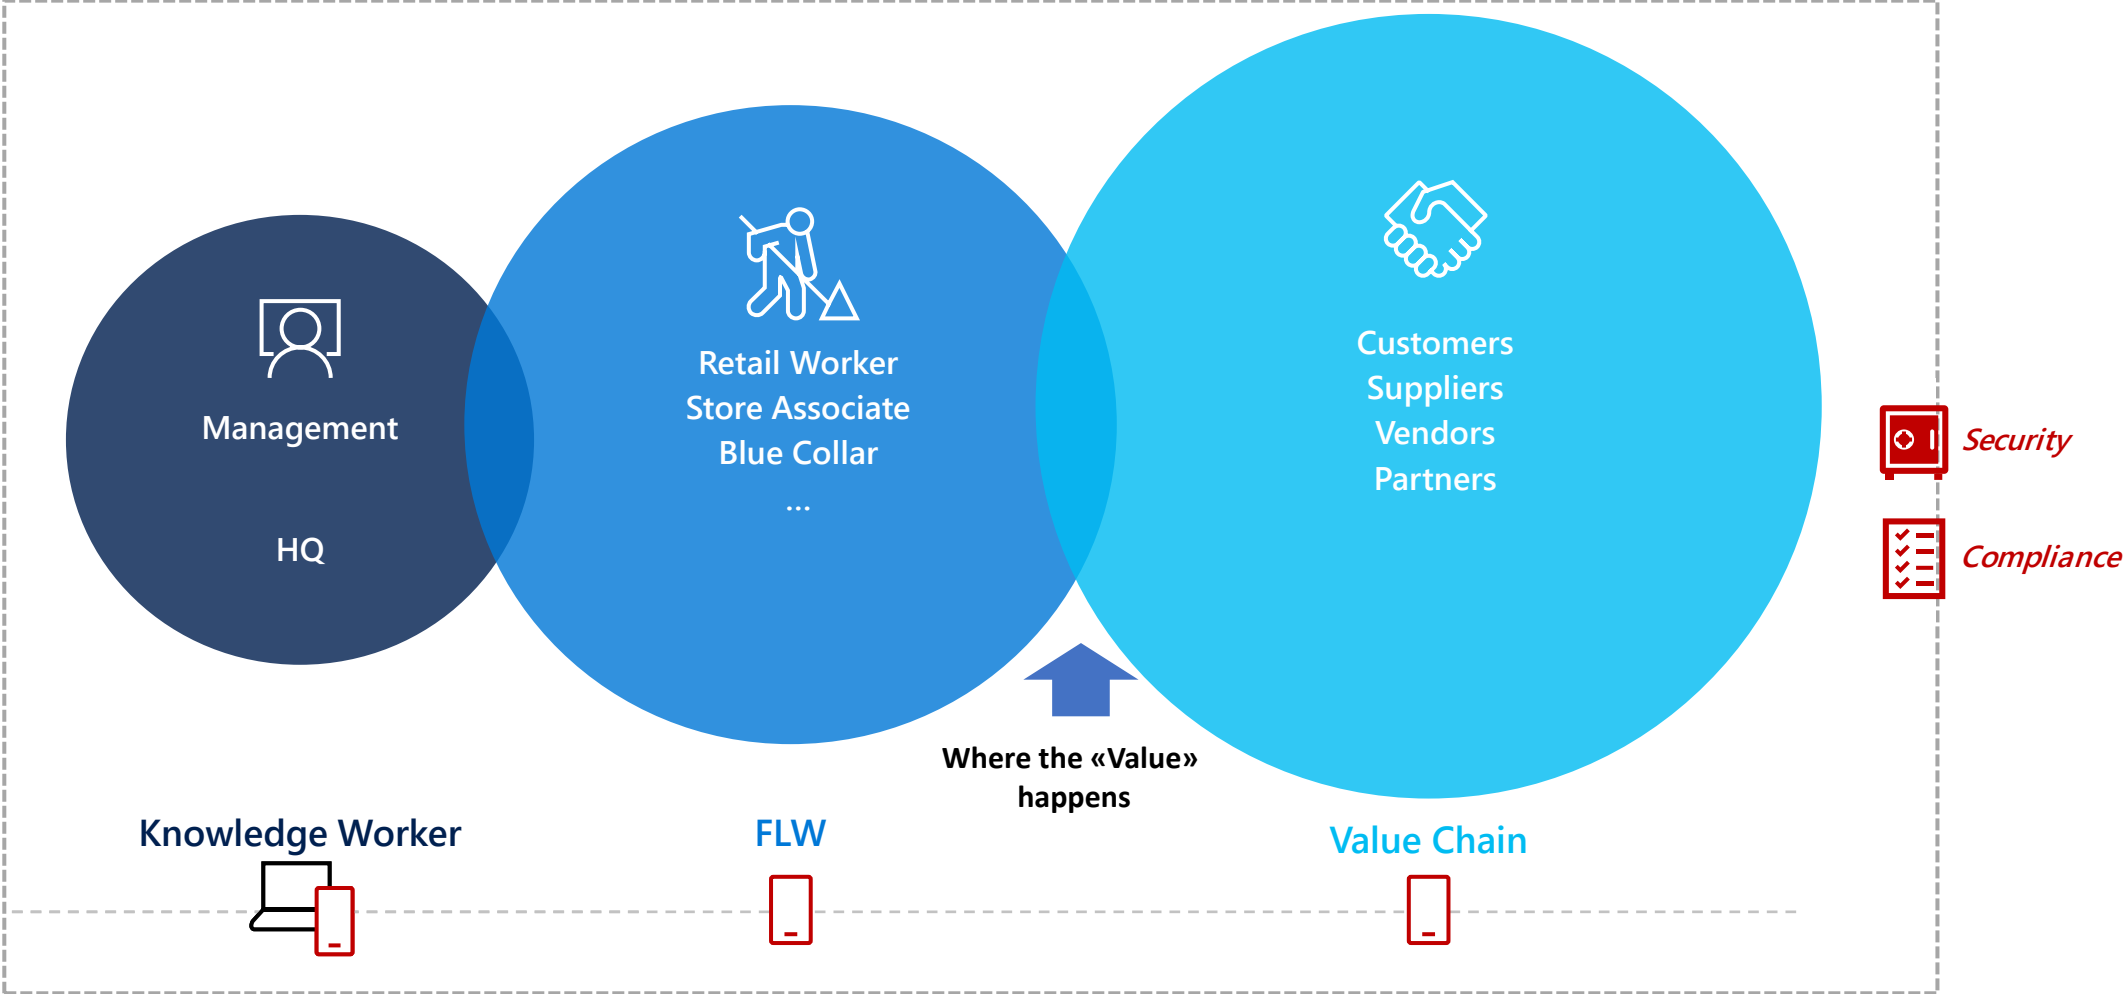 Management
HQ
Retail Worker
Store Associate
Blue Collar
...
Customers
Suppliers
Vendors
Partners
Security
Compliance
Where the «Value»
happens
Knowledge Worker
FLW
Value Chain